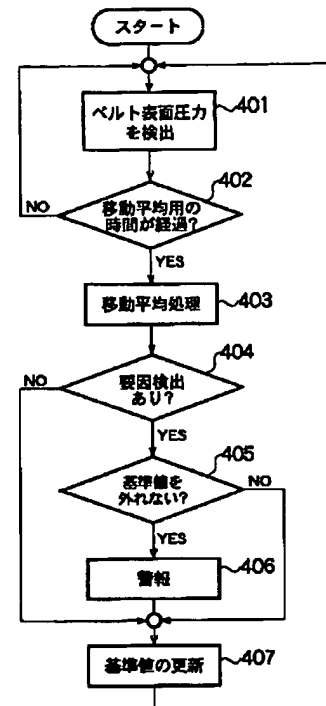 スタート
ベルト表面圧力
を検出
401
402
移動平均用の
時間が経過?
NO
YES
移動平均処理
403
404
要因検出
あり?
NO
YES
405
基準値を
外れない?
NO
YES
警報
406
基準値の更新
407